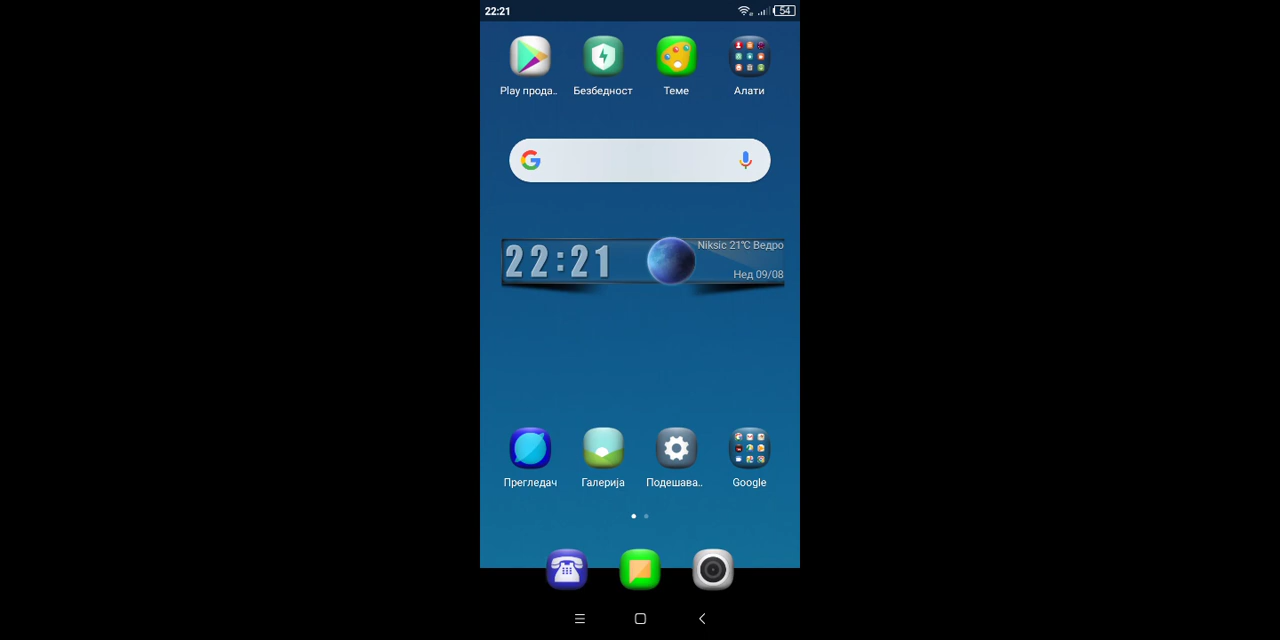 22:21
54
Play прода..
Безбедност
Теме
Алати
22:21
Niksic 21℃ Ведро
Нед 09/08
Прегледач
Галерија
Подешава..
Google